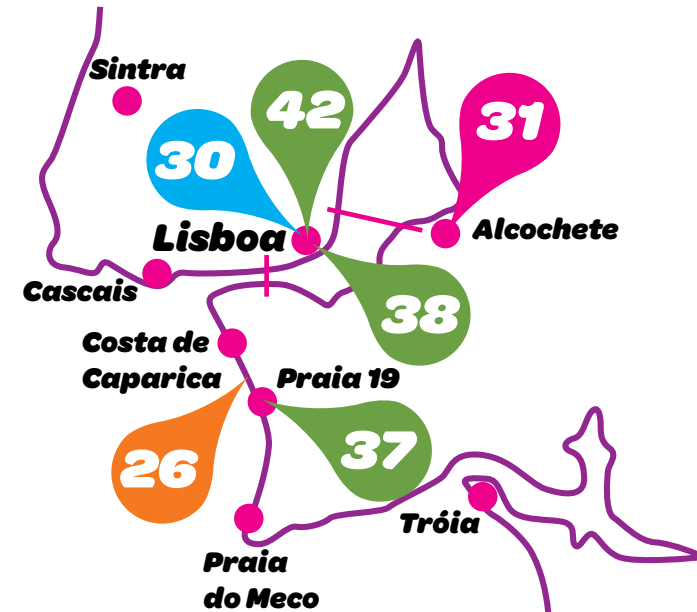 Sintra
42
31
30
Alcochete
Lisboa
Cascais
38
Costa de
Caparica
Praia 19
37
26
Tróia
Praia
do Meco